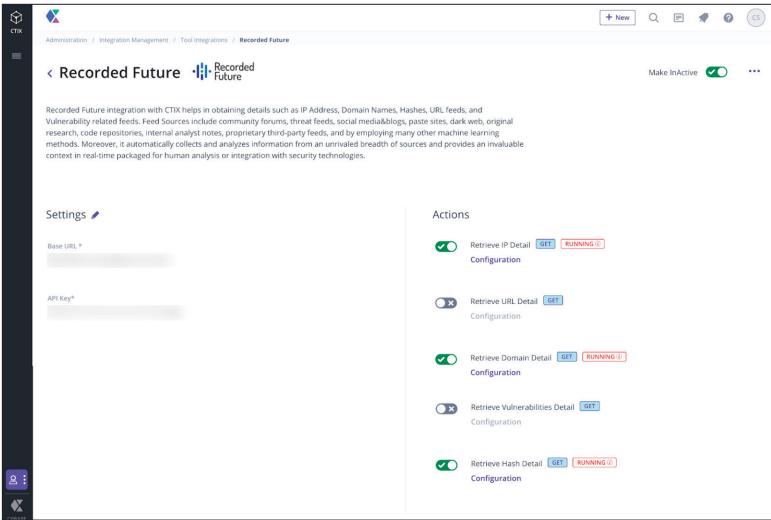 CTIX
+ New
CS
Administration / Integration Management / Tool Integrations / Recorded Future
< Recorded Future
Recorded
Future
Make InActive
Recorded Future integration with CTIX helps in obtaining details such as IP Address, Domain Names, Hashes, URL feeds, and
Vulnerability related feeds. Feed Sources include community forums, threat feeds, social media&blogs, paste sites, dark web, original
research, code repositories, internal analyst notes, proprietary third-party feeds, and by employing many other machine learning
methods. Moreover, it automatically collects and analyzes information from an unrivaled breadth of sources and provides an invaluable
context in real-time packaged for human analysis or integration with security technologies.
Settings
Base URL *
API Key*
Actions
Retrieve IP Detail GET RUNNING
Configuration
Retrieve URL Detail GET
Configuration
Retrieve Domain Detail GET RUNNING
Configuration
Retrieve Vulnerabilities Detail GET
Configuration
Retrieve Hash Detail GET RUNNING
Configuration